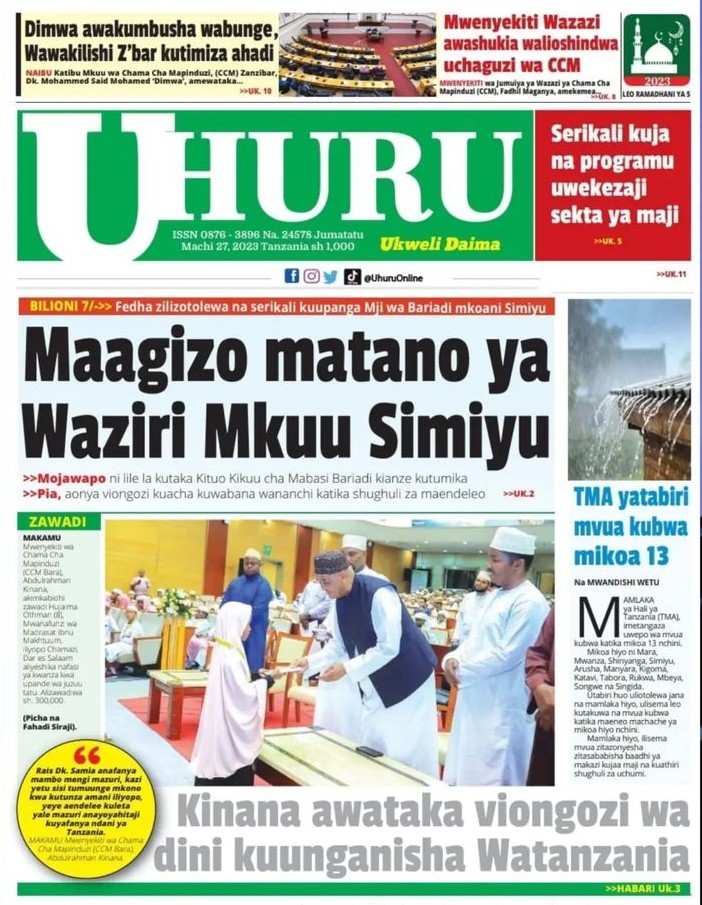 Dimwa awakumbusha wabunge,
Wawakilishi Z'bar kutimiza ahadi
NAIBU Katibu Mkuu wa Chama Cha Mapinduzi, (CCM) Zanzibar,
Dk. Mohammed Said Mohamed 'Dimwa', amewataka...
>>UK. 10
Mwenyekiti Wazazi
awashukia walioshindwa
uchaguzi wa CCM
MWENYEKITI wa Jumuiya ya Wazazi ya Chama Cha
Mapinduzi (CCM), Fadhil Maganya, amekemea...
>>UK. 8
2023
LEO RAMADHANI YA 5
UHURU
ISSN 0876 - 3896 Na. 24578 Jumatatu
Machi 27, 2023 Tanzania sh 1,000
Ukweli Daima
Serikali kuja
na programu
uwekezaji
sekta ya maji
>>UK. 5
@UhuruOnline
>>UK.11
BILIONI 7/->> Fedha zilizotolewa na serikali kuupanga Mji wa Bariadi mkoani Simiyu
Maagizo matano ya
Waziri Mkuu Simiyu
>>Mojawapo ni lile la kutaka Kituo Kikuu cha Mabasi Bariadi kianze kutumika
>>Pia, aonya viongozi kuacha kuwabana wananchi katika shughuli za maendeleo >>UK.2
ZAWADI
MAKAMU
Mwenyekiti wa
Chama Cha
Mapinduzi
(CCM Bara),
Abdulrahman
Kinana,
akimkabidhi
zawadi Hujaima
Othman (8),
Mwanafunzi wa
Madrasat Ibnu
Makhtuum,
iliyopo Chamazi,
Dar es Salaam
aliyeshika nafasi
ya kwanza kwa
upande wa juzuu
tatu. Alizawadiwa
sh. 300,000.
(Picha na
Fahadi Siraji).
TMA yatabiri
mvua kubwa
mikoa 13
Na MWANDISHI WETU
MAMLAKA
ya Hali ya
Tanzania (TMA),
imetangaza
uwepo wa mvua
kubwa katika mikoa 13 nchini.
Mikoa hiyo ni Mara,
Mwanza, Shinyanga, Simiyu,
Arusha, Manyara, Kigoma,
Katavi, Tabora, Rukwa, Mbeya,
Songwe na Singida.
Utabiri huo uliotolewa jana
na mamlaka hiyo, ulisema leo
kutakuwa na mvua kubwa
katika maeneo machache ya
mikoa hiyo nchini.
Mamlaka hiyo, ilisema
mvua zitazonyesha
zitasababisha baadhi ya
makazi kujaa maji na kuathiri
shughuli za uchumi.
Rais Dk. Samia anafanya
mambo mengi mazuri, kazi
yetu sisi tumuunge mkono
kwa kutunza amani iliyopo,
yeye aendelee kuleta
yale mazuri anayoyahitaji
kuyafanya ndani ya
Tanzania.
MAKAMU Mwenyekiti wa Chama
Cha Mapinduzi (CCM Bara),
Abdulrahman Kinana.
Kinana awataka viongozi wa
dini kuunganisha Watanzania
>>HABARI Uk.3